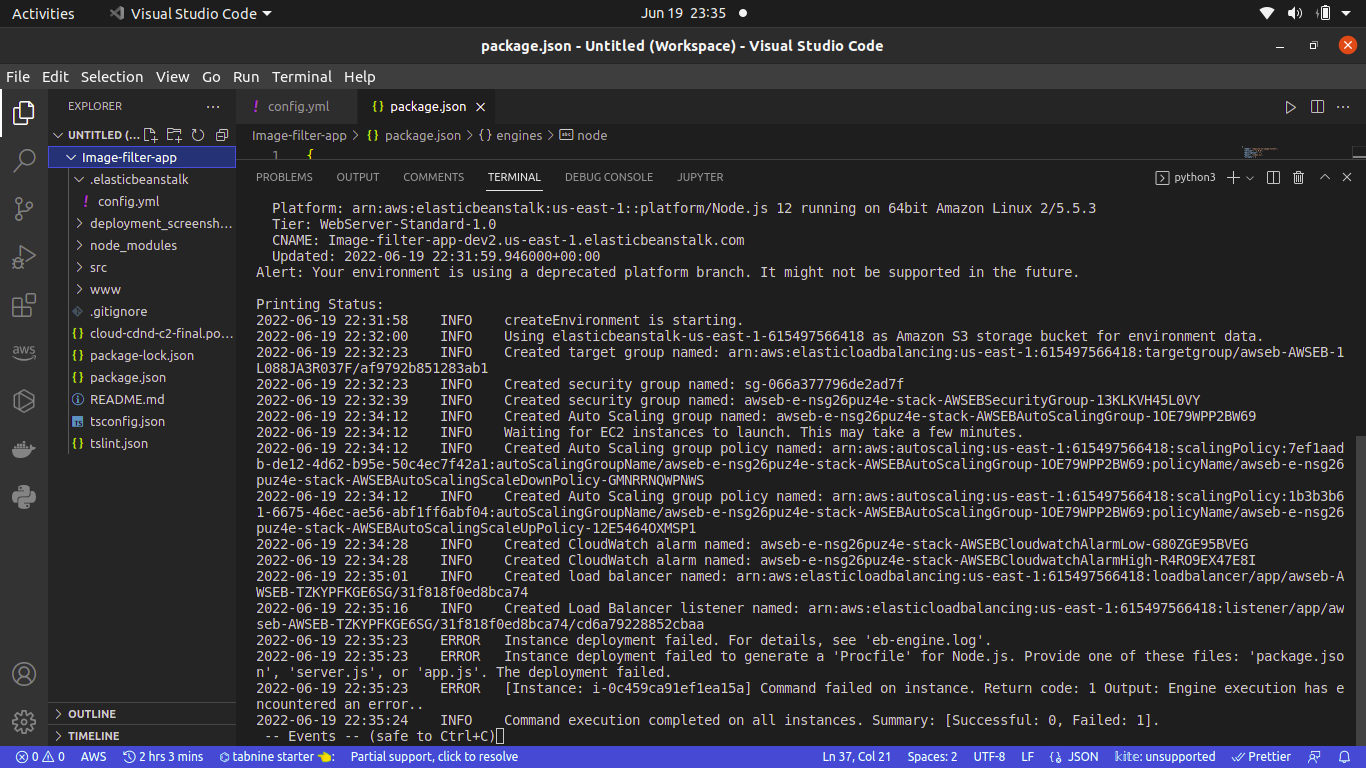 Activities
Visual Studio Code
Jun 19 23:35
package.json - Untitled (Workspace) - Visual Studio Code
File Edit Selection View Go Run Terminal Help
EXPLORER
config.yml
package.json
UNTITLED (...
Image-filter-app > package.json > engines > node
1 {
Image-filter-app
.elasticbeanstalk
config.yml
deployment_screensh...
node_modules
src
www
.gitignore
cloud-cdnd-c2-final.po...
package-lock.json
package.json
README.md
tsconfig.json
tslint.json
OUTLINE
TIMELINE
aws
PROBLEMS OUTPUT COMMENTS TERMINAL DEBUG CONSOLE JUPYTER
python3
Platform: arn:aws:elasticbeanstalk:us-east-1::platform/Node.js 12 running on 64bit Amazon Linux 2/5.5.3
Tier: WebServer-Standard-1.0
CNAME: Image-filter-app-dev2.us-east-1.elasticbeanstalk.com
Updated: 2022-06-19 22:31:59.946000+00:00
Alert: Your environment is using a deprecated platform branch. It might not be supported in the future.
Printing Status:
2022-06-19 22:31:58 INFO createEnvironment is starting.
2022-06-19 22:32:00 INFO Using elasticbeanstalk-us-east-1-615497566418 as Amazon S3 storage bucket for environment data.
2022-06-19 22:32:23 INFO Created target group named: arn:aws:elasticloadbalancing:us-east-1:615497566418:targetgroup/awseb-AWSEB-1
L088JA3R037F/af9792b851283ab1
2022-06-19 22:32:23 INFO Created security group named: sg-066a377796de2ad7f
2022-06-19 22:32:39 INFO Created security group named: awseb-e-nsg26puz4e-stack-AWSEBSecurityGroup-13KLKVH45L0VY
2022-06-19 22:34:12 INFO Created Auto Scaling group named: awseb-e-nsg26puz4e-stack-AWSEBAutoScalingGroup-1OE79WPP2BW69
2022-06-19 22:34:12 INFO Waiting for EC2 instances to launch. This may take a few minutes.
2022-06-19 22:34:12 INFO Created Auto Scaling group policy named: arn:aws:autoscaling:us-east-1:615497566418:scalingPolicy:7ef1aad
b-de12-4d62-b95e-50c4ec7f42a1:autoScalingGroupName/awseb-e-nsg26puz4e-stack-AWSEBAutoScalingGroup-1OE79WPP2BW69:policyName/awseb-e-nsg26
puz4e-stack-AWSEBAutoScalingScaleDownPolicy-GMNRRNQWPNWS
2022-06-19 22:34:12 INFO Created Auto Scaling group policy named: arn:aws:autoscaling:us-east-1:615497566418:scalingPolicy:1b3b3b6
1-6675-46ec-ae56-abf1ff6abf04:autoScalingGroupName/awseb-e-nsg26puz4e-stack-AWSEBAutoScalingGroup-1OE79WPP2BW69:policyName/awseb-e-nsg26
puz4e-stack-AWSEBAutoScalingScaleUpPolicy-12E5464OXMSP1
2022-06-19 22:34:28 INFO Created CloudWatch alarm named: awseb-e-nsg26puz4e-stack-AWSEBCloudwatchAlarmLow-G80ZGE95BVEG
2022-06-19 22:34:28 INFO Created CloudWatch alarm named: awseb-e-nsg26puz4e-stack-AWSEBCloudwatchAlarmHigh-R4RO9EX47E8I
2022-06-19 22:35:01 INFO Created load balancer named: arn:aws:elasticloadbalancing:us-east-1:615497566418:loadbalancer/app/awseb-A
WSEB-TZKYPFKGE6SG/31f818f0ed8bca74
2022-06-19 22:35:16 INFO Created Load Balancer listener named: arn:aws:elasticloadbalancing:us-east-1:615497566418:listener/app/aw
seb-AWSEB-TZKYPFKGE6SG/31f818f0ed8bca74/cd6a79228852cbaa
2022-06-19 22:35:23 ERROR Instance deployment failed. For details, see 'eb-engine.log'.
2022-06-19 22:35:23 ERROR Instance deployment failed to generate a 'Procfile' for Node.js. Provide one of these files: 'package.jso
n', 'server.js', or 'app.js'. The deployment failed.
2022-06-19 22:35:23 ERROR [Instance: i-0c459ca91ef1ea15a] Command failed on instance. Return code: 1 Output: Engine execution has e
ncountered an error..
2022-06-19 22:35:24 INFO Command execution completed on all instances. Summary: [Successful: 0, Failed: 1].
-- Events -- (safe to Ctrl+C)
0 0 AWS 2 hrs 3 mins tabnine starter : Partial support, click to resolve Ln 37, Col 21 Spaces: 2 UTF-8 LF {} JSON kite: unsupported Prettier